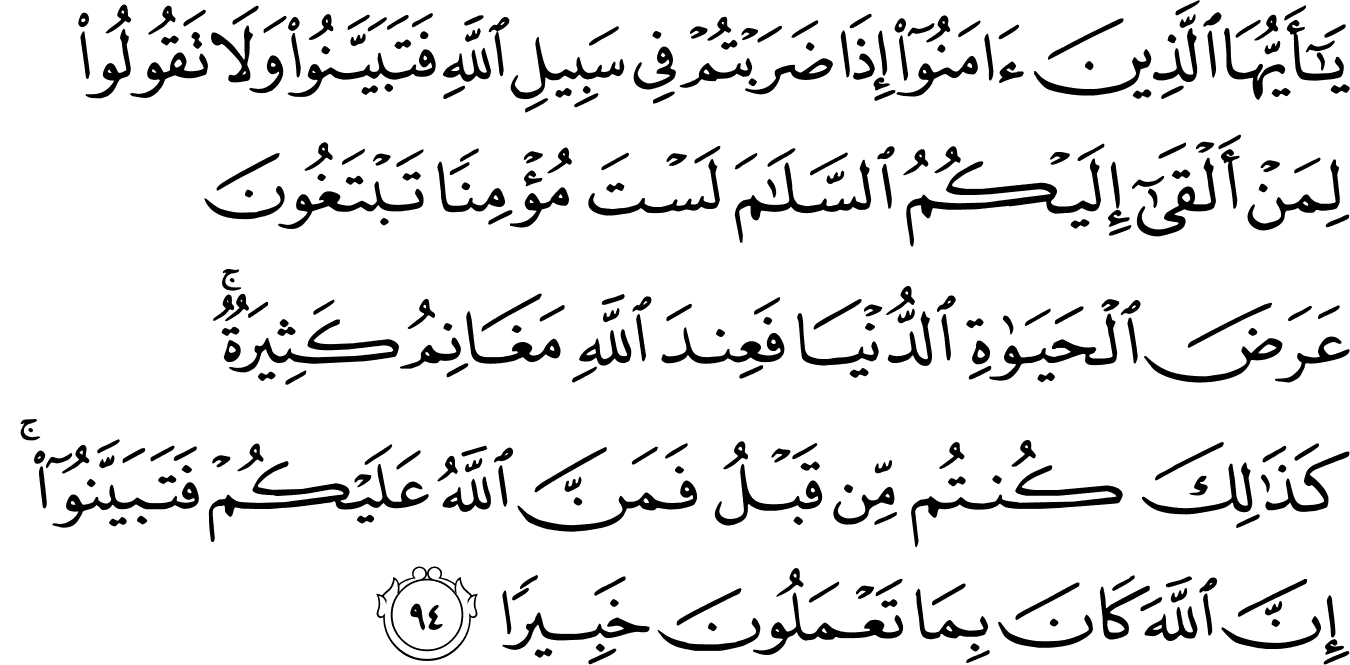 يَـٰٓأَيُّهَا ٱلَّذِينَ ءَامَنُوٓا۟ إِذَا ضَرَبْتُمْ فِى سَبِيلِ ٱللَّهِ فَتَبَيَّنُوا۟ وَلَا تَقُولُوا۟
لِمَنْ أَلْقَىٰٓ إِلَيْكُمُ ٱلسَّلَـٰمَ لَسْتَ مُؤْمِنًا تَبْتَغُونَ
عَرَضَ ٱلْحَيَوٰةِ ٱلدُّنْيَا فَعِندَ ٱللَّهِ مَغَانِمُ كَثِيرَةٌ ۚ
كَذَٰلِكَ كُنتُم مِّن قَبْلُ فَمَنَّ ٱللَّهُ عَلَيْكُمْ فَتَبَيَّنُوٓا۟ ۚ
إِنَّ ٱللَّهَ كَانَ بِمَا تَعْمَلُونَ خَبِيرًا ٩٤